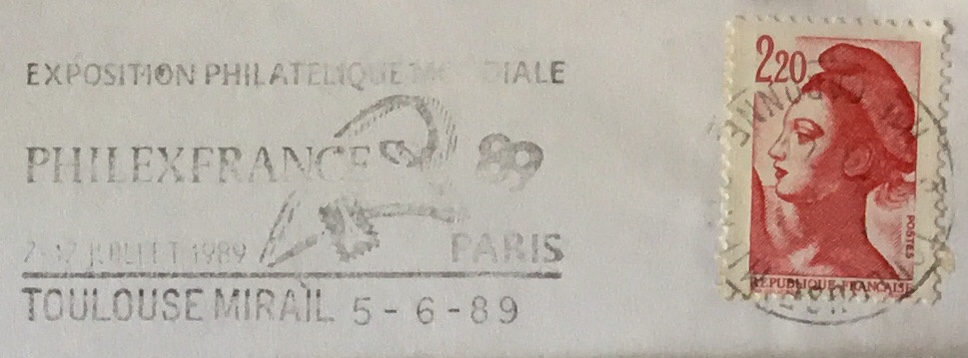 EXPOSITION PHILATELIQUE MONDIALE
PHILEXFRANCE 89
7-17 JUILLET 1989 PARIS
TOULOUSE MIRAIL 5-6-89
2,20
POSTES
REPUBLIQUE FRANÇAISE